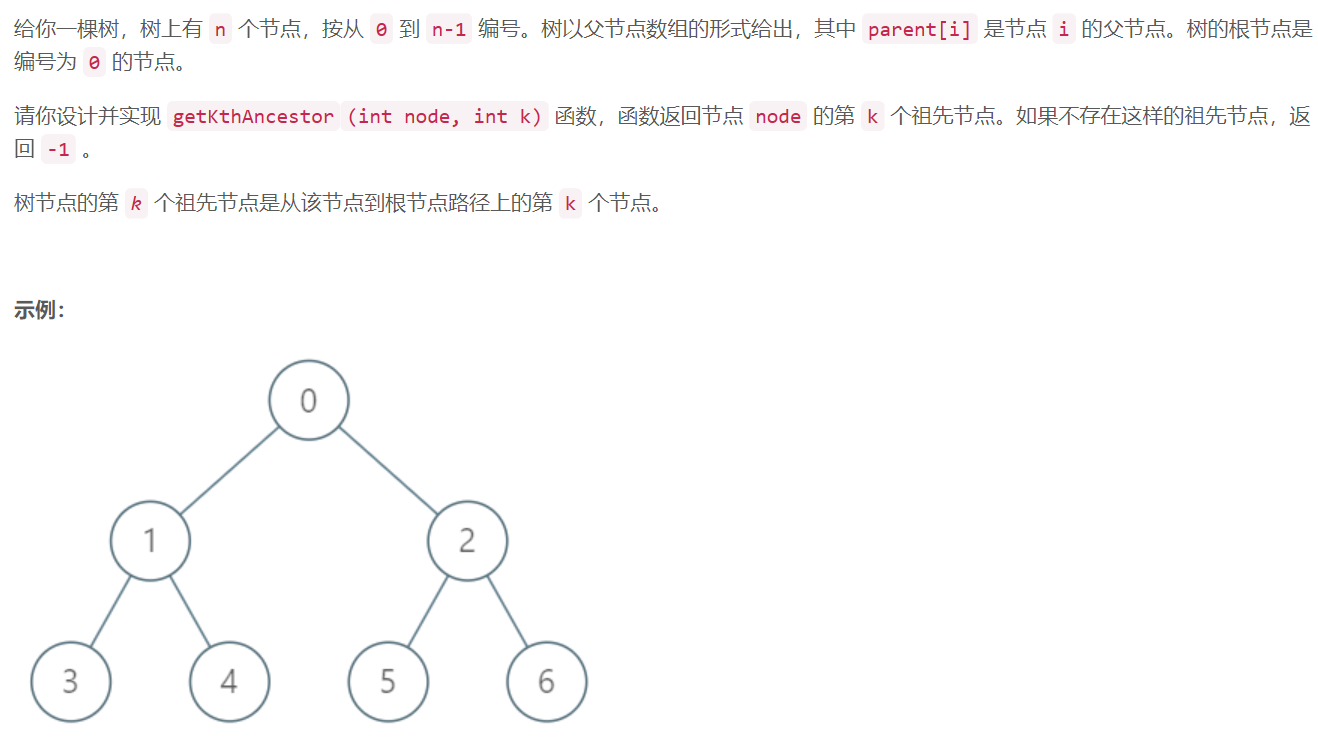 给你一棵树，树上有 n 个节点，按从 0 到 n-1 编号。树以父节点数组的形式给出，其中 parent[i] 是节点 i 的父节点。树的根节点是
编号为 0 的节点。
请你设计并实现 getKthAncestor (int node, int k) 函数，函数返回节点 node 的第 k 个祖先节点。如果不存在这样的祖先节点，返
回 -1 。
树节点的第 k 个祖先节点是从该节点到根节点路径上的第 k 个节点。
示例：
0
1 2
3 4 5 6